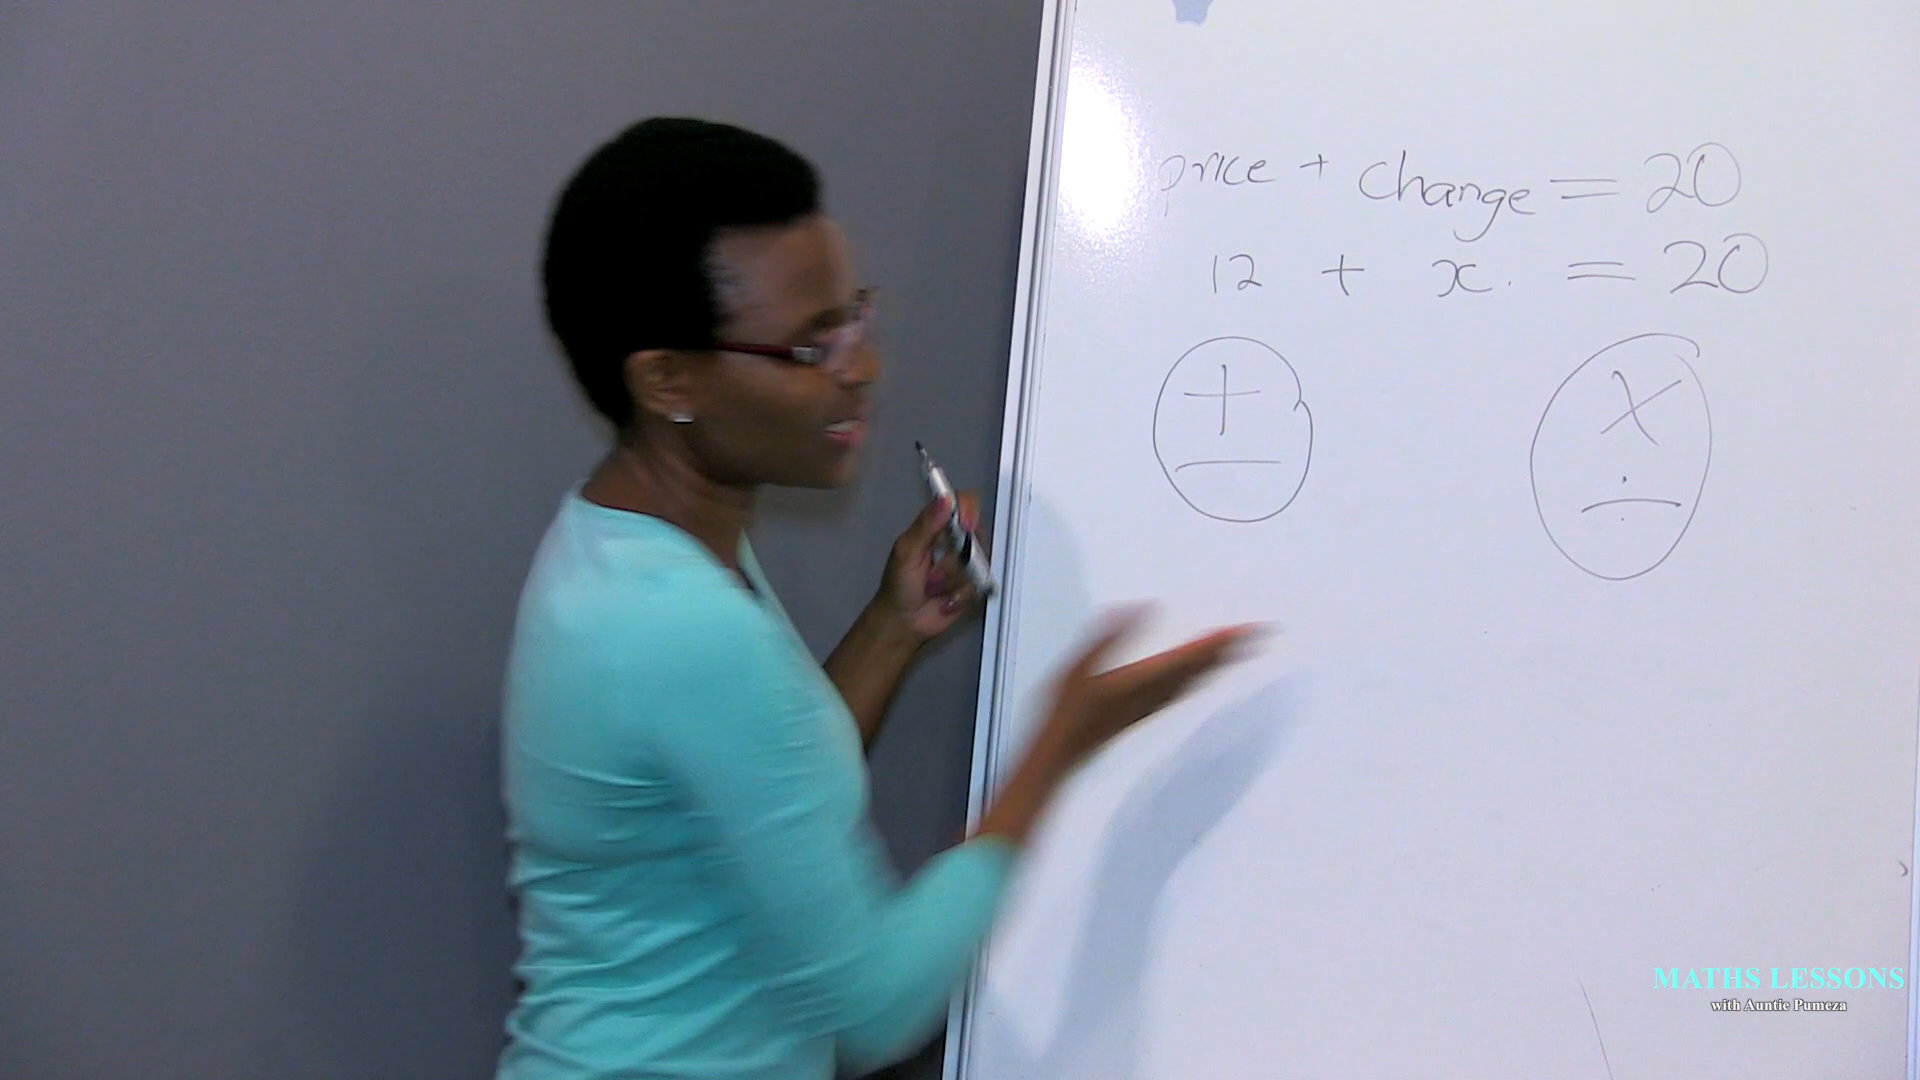 price + change = 20
12 + x = 20
+
−
×
÷
MATHS LESSONS
with Auntie Pumeza